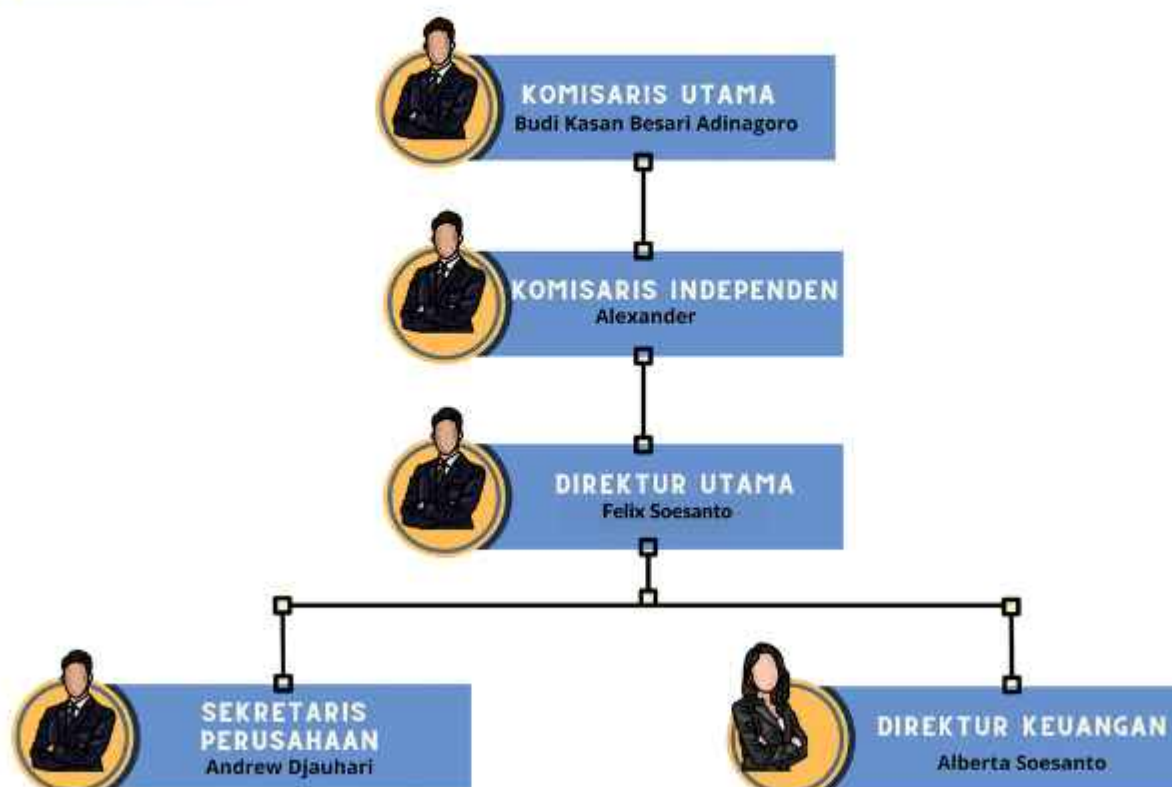 KOMISARIS UTAMA
Budi Kasan Besari Adinagoro
KOMISARIS INDEPENDEN
Alexander
DIREKTUR UTAMA
Felix Soesanto
SEKRETARIS
PERUSAHAAN
Andrew Djauhari
DIREKTUR KEUANGAN
Alberta Soesanto